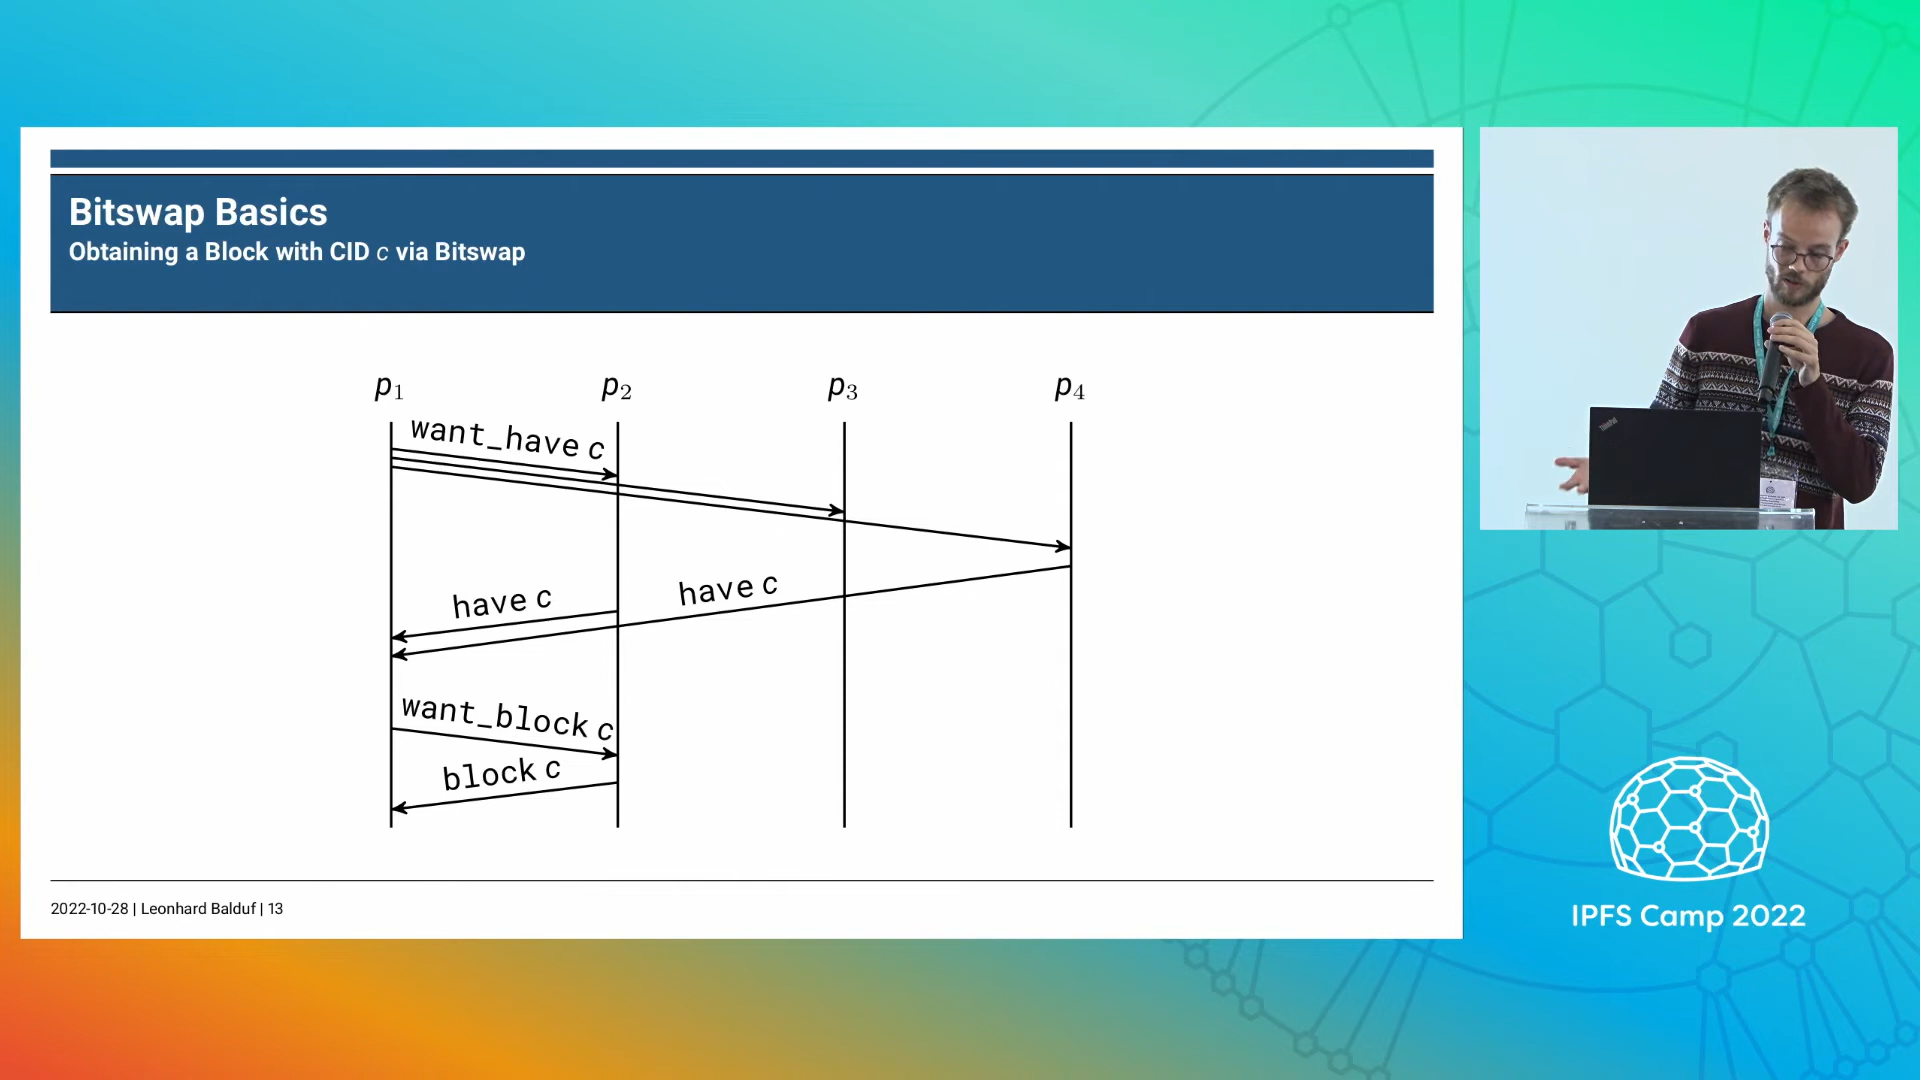 Bitswap Basics
Obtaining a Block with CID c via Bitswap
p₁ p₂ p₃ p₄
want_have c
have c
have c
want_block c
block c
2022-10-28 | Leonhard Balduf | 13
ThinkPad
IPFS Camp 2022